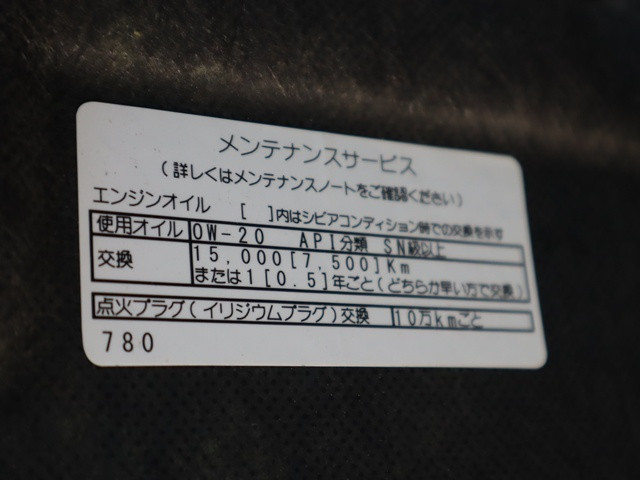 メンテナンスサービス
(詳しくはメンテナンスノートをご確認ください)
エンジンオイル [ ]内はシビアコンディション時での交換を示す
使用オイル 0W-20 API分類 SN級以上
交換 15,000[7,500]Km
または1[0.5]年ごと(どちらか早い方で交換)
点火プラグ(イリジウムプラグ)交換 10万kmごと
780